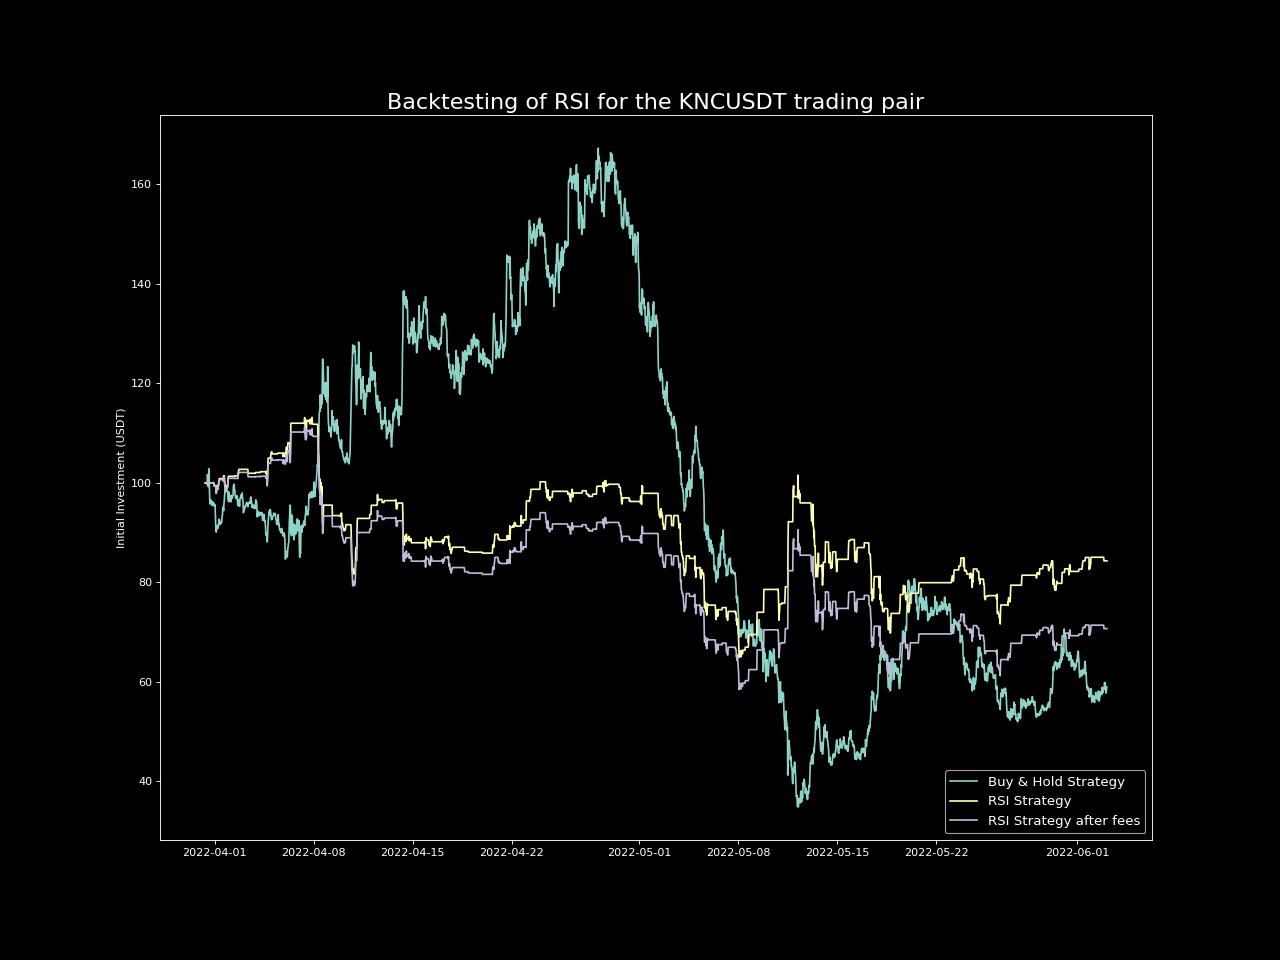 Backtesting of RSI for the KNCUSDT trading pair
Initial Investment (USDT)
160
140
120
100
80
60
40
2022-04-01 2022-04-08 2022-04-15 2022-04-22 2022-05-01 2022-05-08 2022-05-15 2022-05-22 2022-06-01
Buy & Hold Strategy
RSI Strategy
RSI Strategy after fees